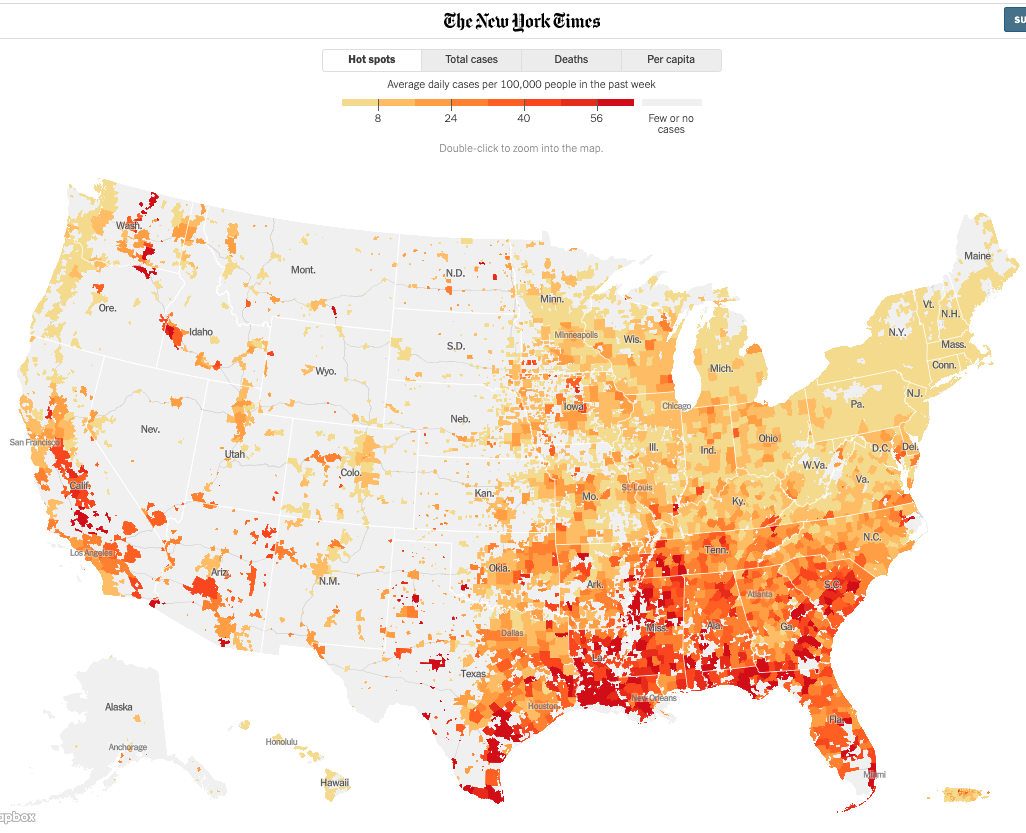 The New York Times
SU
Hot spots
Total cases
Deaths
Per capita
Average daily cases per 100,000 people in the past week
8
24
40
56
Few or no
cases
Double-click to zoom into the map.
Wash.
Mont.
N.D.
Minn.
Maine
Ore.
Idaho
S.D.
Minneapolis
Wis.
Vt.
N.H.
N.Y.
Mass.
Wyo.
Mich.
Conn.
Neb.
Iowa
Chicago
Pa.
N.J.
San Francisco
Nev.
Utah
Colo.
Ill.
Ind.
Ohio
D.C.
Del.
W.Va.
Va.
Calif.
Kan.
Mo.
St. Louis
Ky.
Los Angeles
Ariz.
N.M.
Okla.
Ark.
Tenn.
N.C.
S.C.
Atlanta
Dallas
Miss.
Ala.
Ga.
Texas
La.
Houston
New Orleans
Alaska
Fla.
Anchorage
Honolulu
Hawaii
Miami
apbox